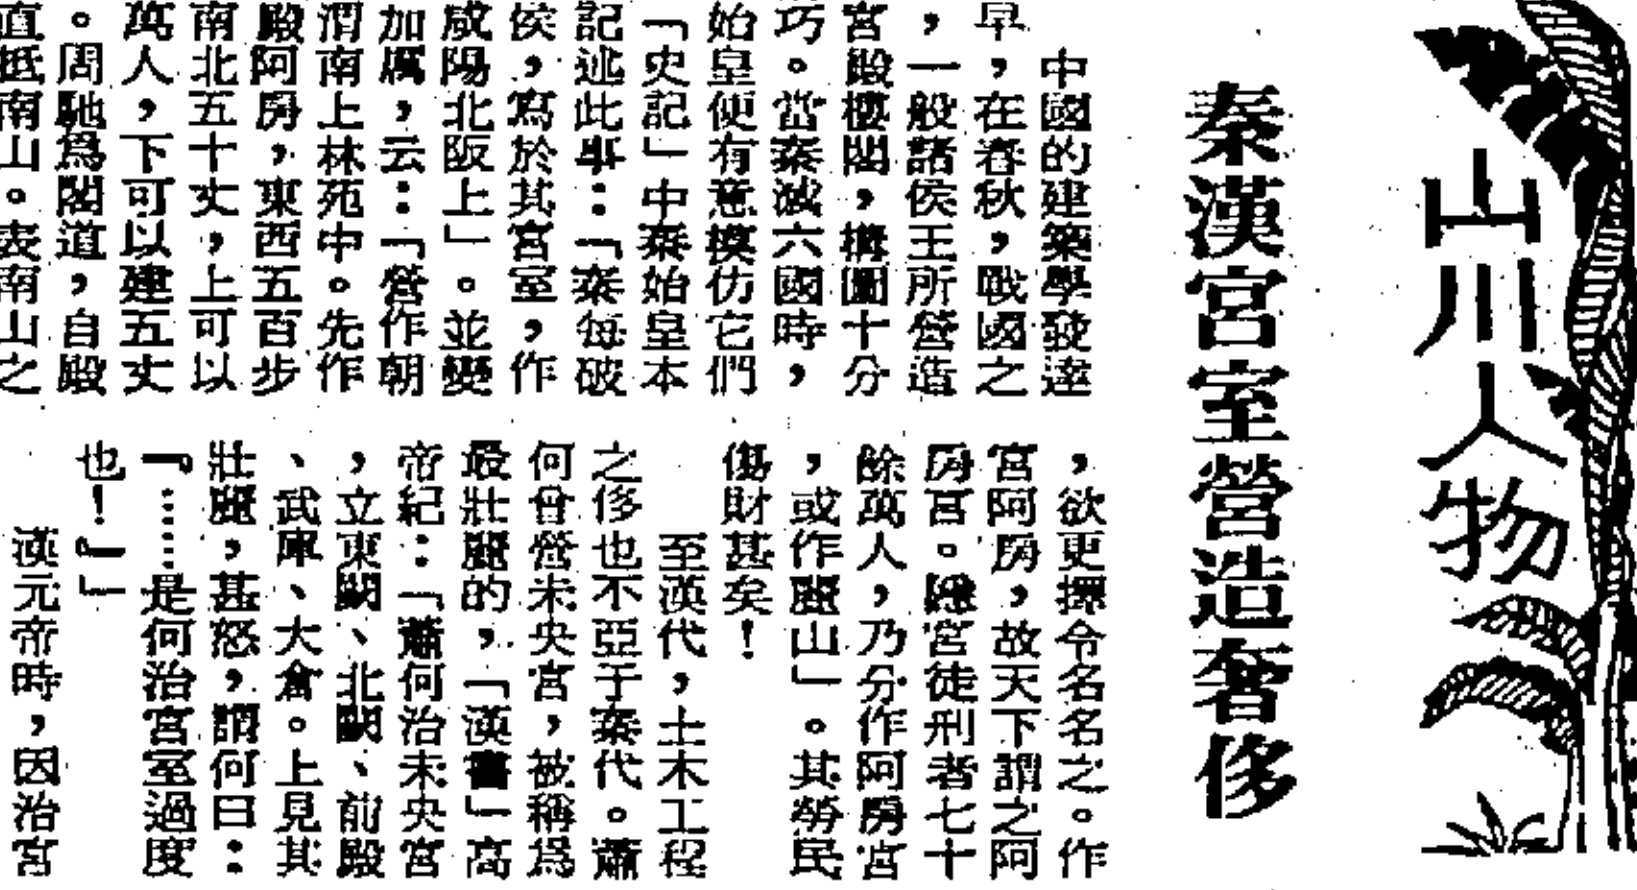 山川人物
秦漢宮室營造奢侈
中國的建築學發達
早，在春秋，戰國之
，一般諸侯王所營造
宮殿樓閣，構圖十分
巧。當秦滅六國時，
始皇便有意模仿它們
「史記」中秦始皇本
記述此事：「秦每破
侯，寫於其宮室，作
咸陽北阪上」。並變
加厲，云：「營作朝
渭南上林苑中。先作
殿阿房，東西五百步
南北五十丈，上可以
萬人，下可以建五丈
。周馳爲閣道，自殿
直抵南山。表南山之
，欲更擇令名名之。作
宮阿房，故天下謂之阿
房宮。隱宮徒刑者七十
餘萬人，乃分作阿房宮
，或作麗山」。其勞民
傷財甚矣！
至漢代，土木工程
之侈也不亞于秦代。蕭
何曾營未央宮，被稱爲
最壯麗的，「漢書」高
帝紀：「蕭何治未央宮
，立東闕、北闕、前殿
、武庫、大倉。上見其
壯麗，甚怒，謂何曰：
『……是何治宮室過度
也！』」
漢元帝時，因治宮